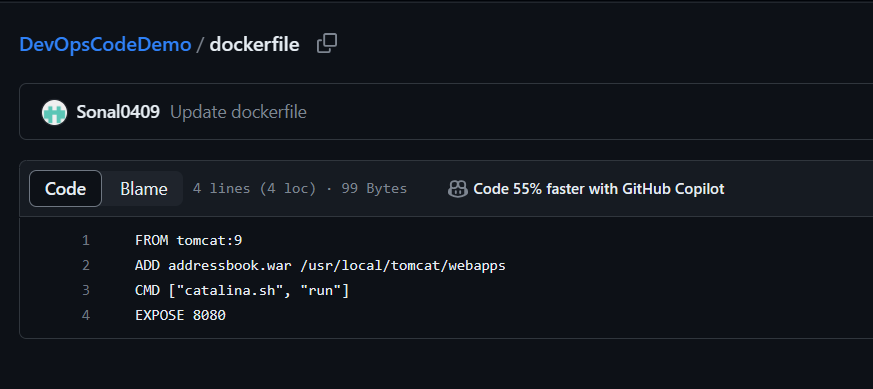 DevOpsCodeDemo / dockerfile
Sonal0409 Update dockerfile
Code Blame 4 lines (4 loc) · 99 Bytes Code 55% faster with GitHub Copilot
1 FROM tomcat:9
2 ADD addressbook.war /usr/local/tomcat/webapps
3 CMD ["catalina.sh", "run"]
4 EXPOSE 8080